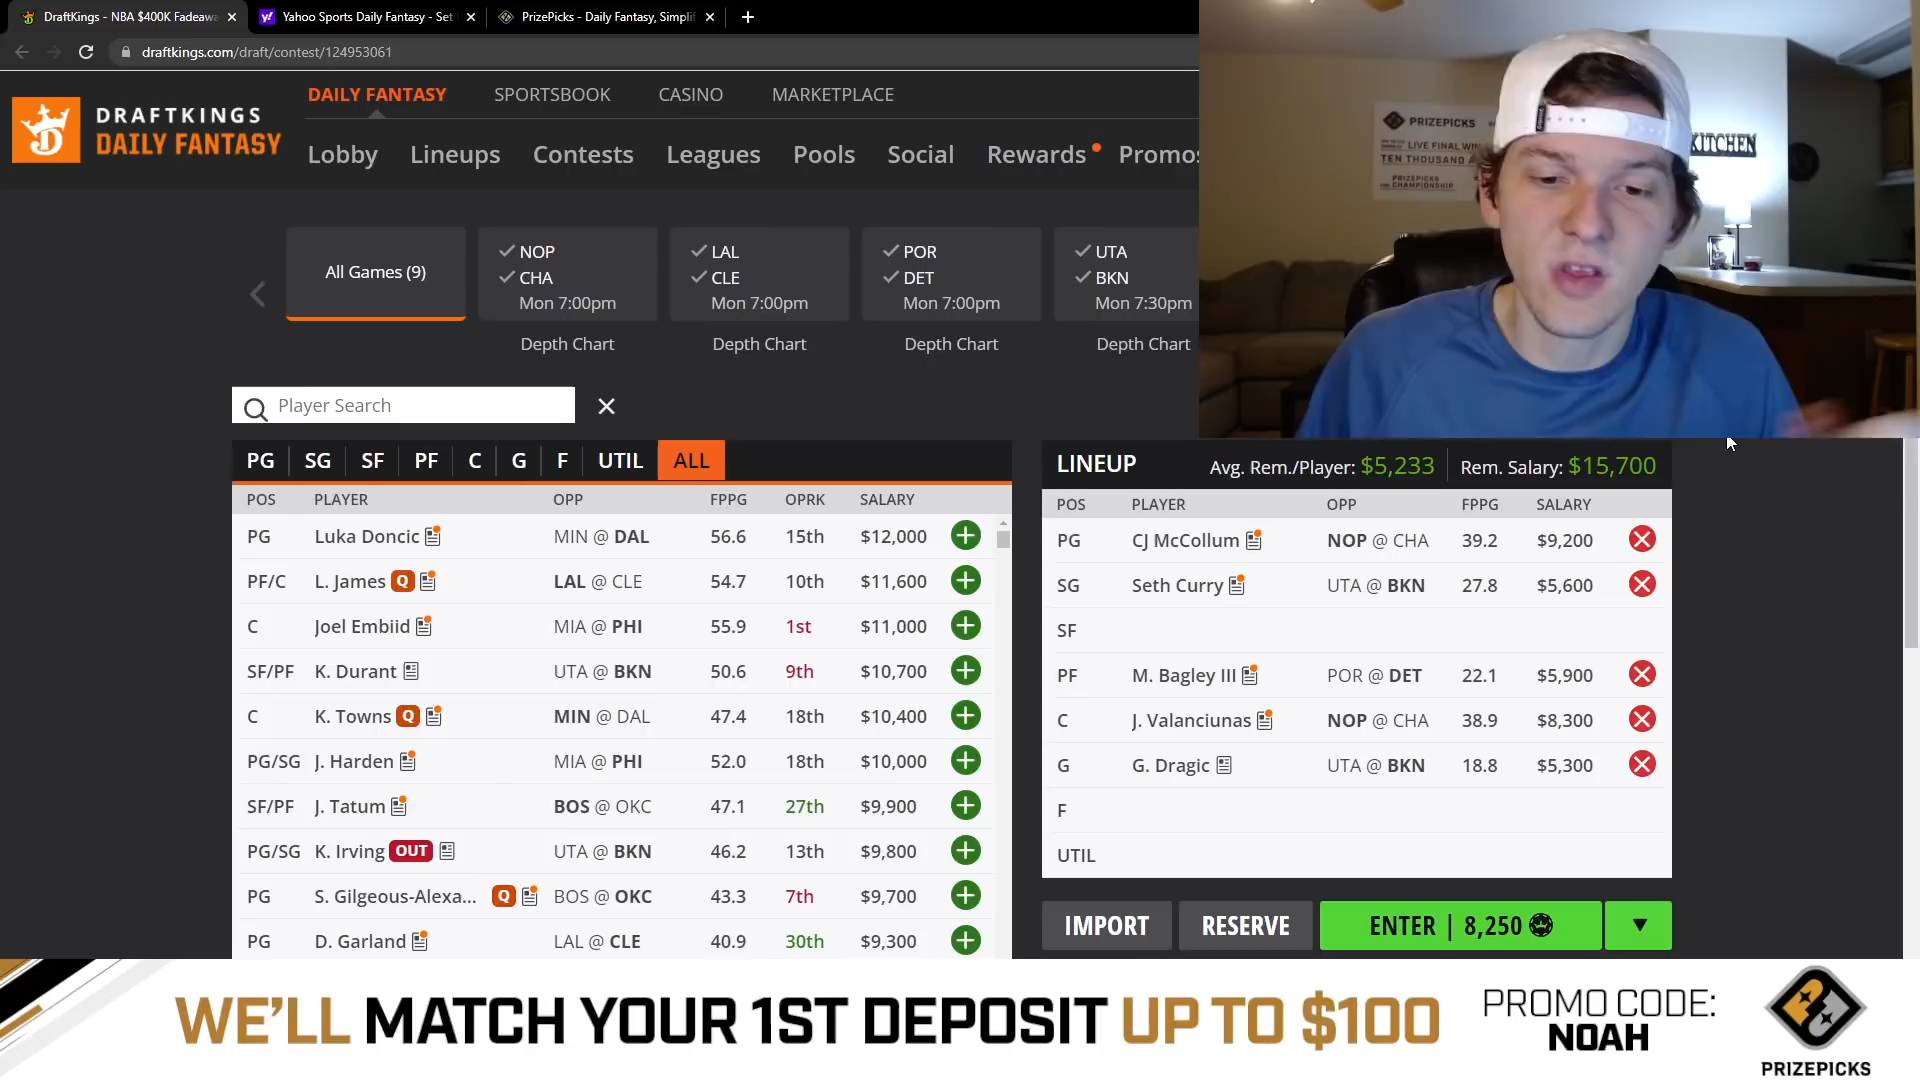 DraftKings - NBA $400K Fadeaw
Yahoo Sports Daily Fantasy - Set
PrizePicks - Daily Fantasy, Simplif
draftkings.com/draft/contest/124953061
DRAFTKINGS
DAILY FANTASY
DAILY FANTASY SPORTSBOOK CASINO MARKETPLACE
Lobby Lineups Contests Leagues Pools Social Rewards Promos
PRIZEPICKS
LIVE FINAL WIN
TEN THOUSAND
PRIZEPICKS
CHAMPIONSHIP
KITCHEN
All Games (9)
NOP
CHA
Mon 7:00pm
Depth Chart
LAL
CLE
Mon 7:00pm
Depth Chart
POR
DET
Mon 7:00pm
Depth Chart
UTA
BKN
Mon 7:30pm
Depth Chart
Player Search
PG SG SF PF C G F UTIL ALL
POS PLAYER OPP FPPG OPRK SALARY
PG Luka Doncic MIN @ DAL 56.6 15th $12,000
PF/C L. James Q LAL @ CLE 54.7 10th $11,600
C Joel Embiid MIA @ PHI 55.9 1st $11,000
SF/PF K. Durant UTA @ BKN 50.6 9th $10,700
C K. Towns Q MIN @ DAL 47.4 18th $10,400
PG/SG J. Harden MIA @ PHI 52.0 18th $10,000
SF/PF J. Tatum BOS @ OKC 47.1 27th $9,900
PG/SG K. Irving OUT UTA @ BKN 46.2 13th $9,800
PG S. Gilgeous-Alexa... Q BOS @ OKC 43.3 7th $9,700
PG D. Garland LAL @ CLE 40.9 30th $9,300
LINEUP Avg. Rem./Player: $5,233 Rem. Salary: $15,700
POS PLAYER OPP FPPG SALARY
PG CJ McCollum NOP @ CHA 39.2 $9,200
SG Seth Curry UTA @ BKN 27.8 $5,600
SF
PF M. Bagley III POR @ DET 22.1 $5,900
C J. Valanciunas NOP @ CHA 38.9 $8,300
G G. Dragic UTA @ BKN 18.8 $5,300
F
UTIL
IMPORT RESERVE ENTER | 8,250
WE'LL MATCH YOUR 1ST DEPOSIT UP TO $100
PROMO CODE:
NOAH
PRIZEPICKS